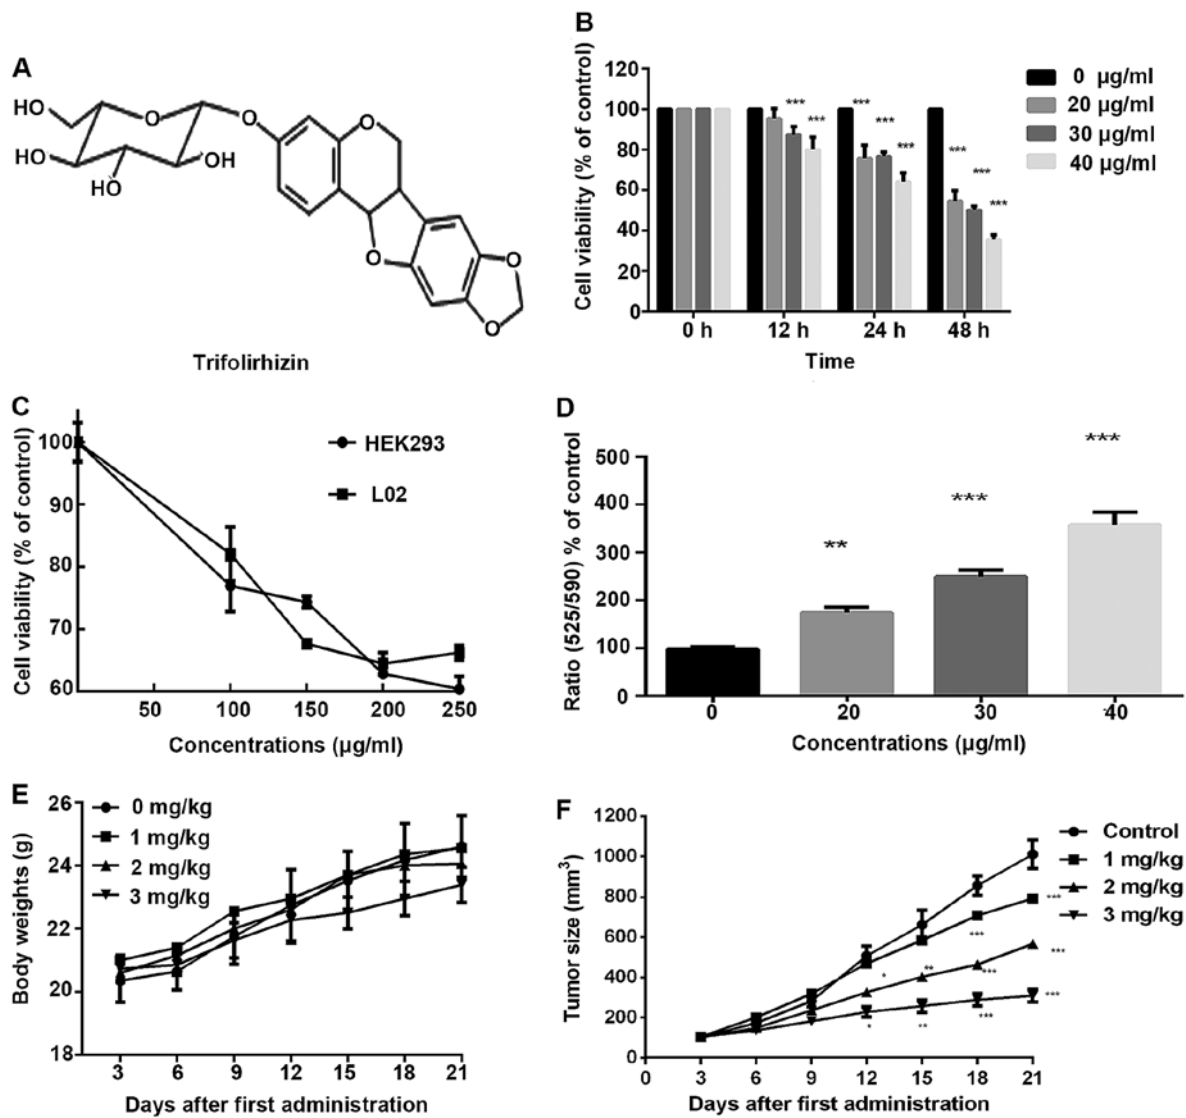 A
HO
O
O
O
HO
OH
HO
O
O
O
Trifolirhizin
B
Cell viability (% of control)
120
100
80
60
40
20
0
*** *** *** *** *** *** *** ***
0 h 12 h 24 h 48 h
Time
0 µg/ml
20 µg/ml
30 µg/ml
40 µg/ml
C
Cell viability (% of control)
100
90
80
70
60
50 100 150 200 250
Concentrations (µg/ml)
HEK293
L02
D
Ratio (525/590) % of control
500
400
300
200
100
0
** *** ***
0 20 30 40
Concentrations (µg/ml)
E
Body weights (g)
26
24
22
20
18
0 mg/kg
1 mg/kg
2 mg/kg
3 mg/kg
3 6 9 12 15 18 21
Days after first administration
F
Tumor size (mm³)
1200
1000
800
600
400
200
0
Control
1 mg/kg
2 mg/kg
3 mg/kg
*** ***
* ** *** ***
* ** *** ***
0 3 6 9 12 15 18 21
Days after first administration